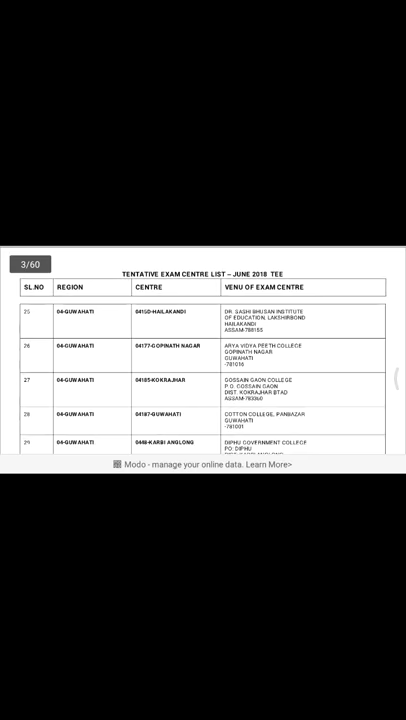 3/60
TENTATIVE EXAM CENTRE LIST – JUNE 2018 TEE
SL.NO REGION CENTRE VENU OF EXAM CENTRE
25 04-GUWAHATI 0415D-HAILAKANDI DR. SASHI BHUSAN INSTITUTE
OF EDUCATION, LAKSHIRBOND
HAILAKANDI
ASSAM-788155
26 04-GUWAHATI 04177-GOPINATH NAGAR ARYA VIDYA PEETH COLLEGE
GOPINATH NAGAR
GUWAHATI
-781016
27 04-GUWAHATI 04185-KOKRAJHAR GOSSAIN GAON COLLEGE
P.O. GOSSAIN GAON
DIST. KOKRAJHAR BTAD
ASSAM-783360
28 04-GUWAHATI 04187-GUWAHATI COTTON COLLEGE, PANBAZAR
GUWAHATI
-781001
29 04-GUWAHATI 0448-KARBI ANGLONG DIPHU GOVERNMENT COLLEGE
PO: DIPHU
Modo - manage your online data. Learn More>